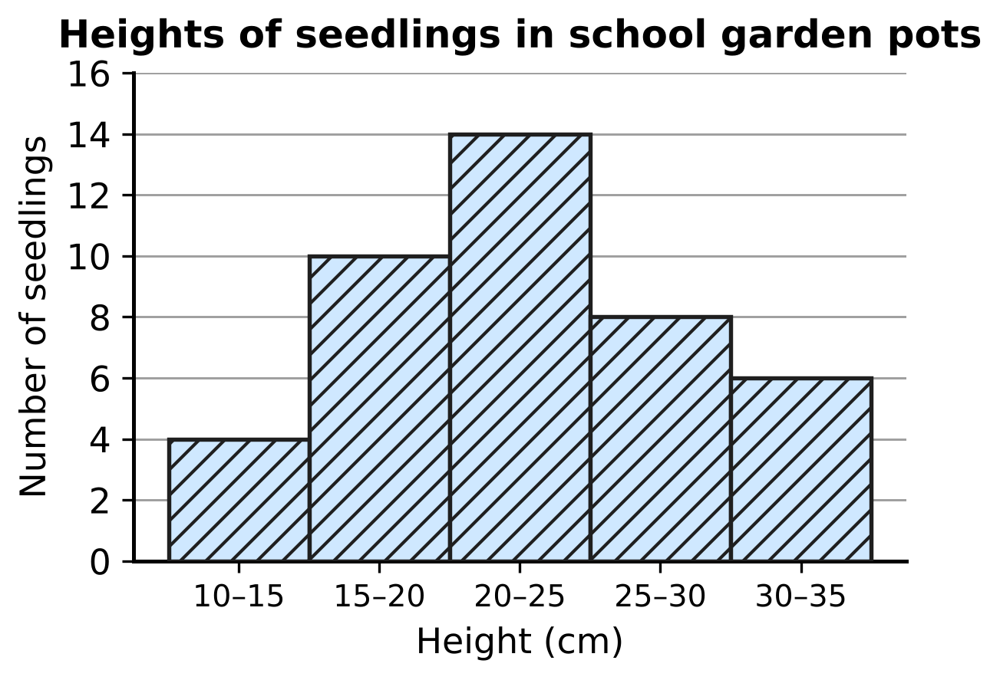 Heights of seedlings in school garden pots
Number of seedlings
16
14
12
10
8
6
4
2
0
10–15 15–20 20–25 25–30 30–35
Height (cm)